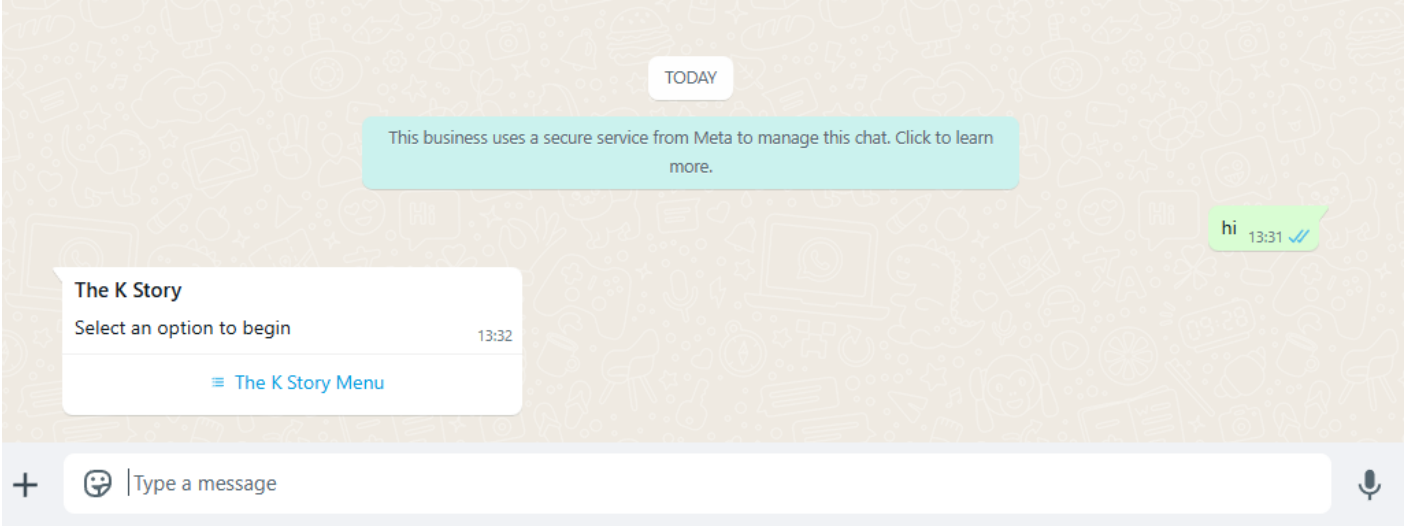 TODAY
This business uses a secure service from Meta to manage this chat. Click to learn
more.
hi 13:31
The K Story
Select an option to begin 13:32
The K Story Menu
Type a message